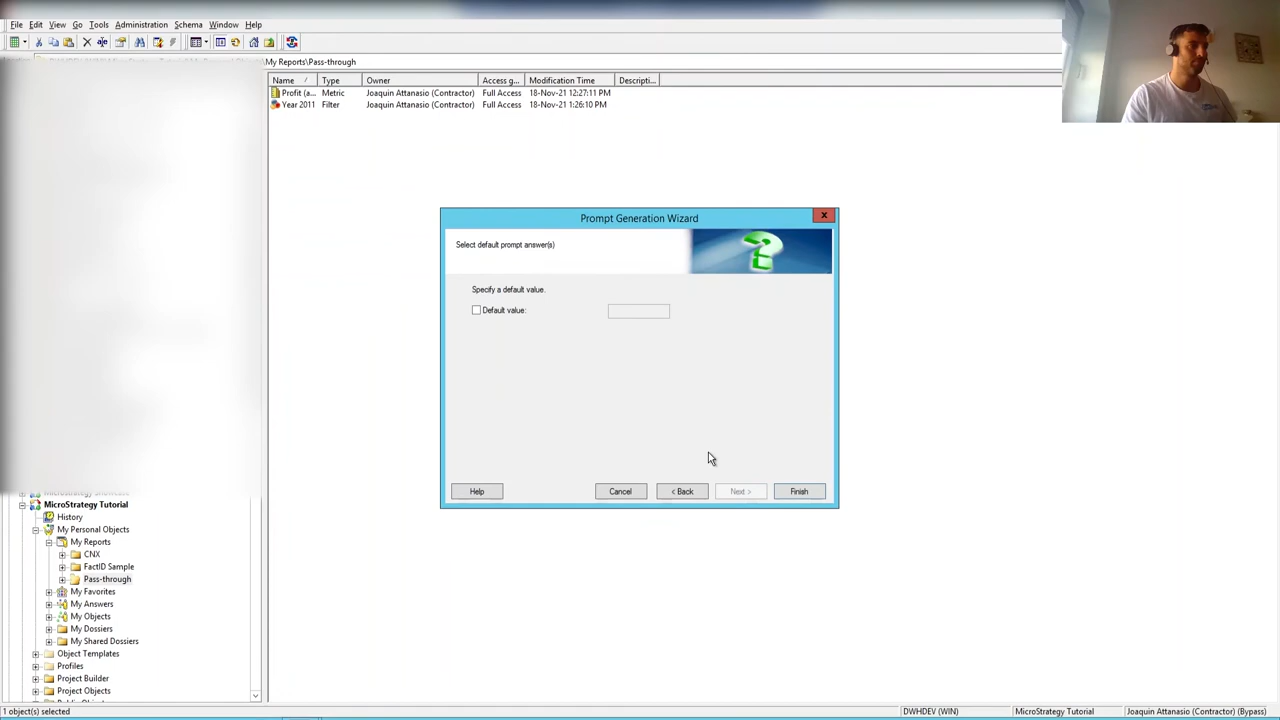 File Edit View Go Tools Administration Schema Window Help
\My Reports\Pass-through
Name / Type Owner Access g... Modification Time Descripti...
Profit (a... Metric Joaquin Attanasio (Contractor) Full Access 18-Nov-21 12:27:11 PM
Year 2011 Filter Joaquin Attanasio (Contractor) Full Access 18-Nov-21 1:26:10 PM
Prompt Generation Wizard
Select default prompt answer(s)
Specify a default value.
Default value:
Help Cancel < Back Next > Finish
MicroStrategy Tutorial
History
My Personal Objects
My Reports
CNX
FactID Sample
Pass-through
My Favorites
My Answers
My Objects
My Dossiers
My Shared Dossiers
Object Templates
Profiles
Project Builder
Project Objects
1 object(s) selected DWHDEV (WIN) MicroStrategy Tutorial Joaquin Attanasio (Contractor) (Bypass)